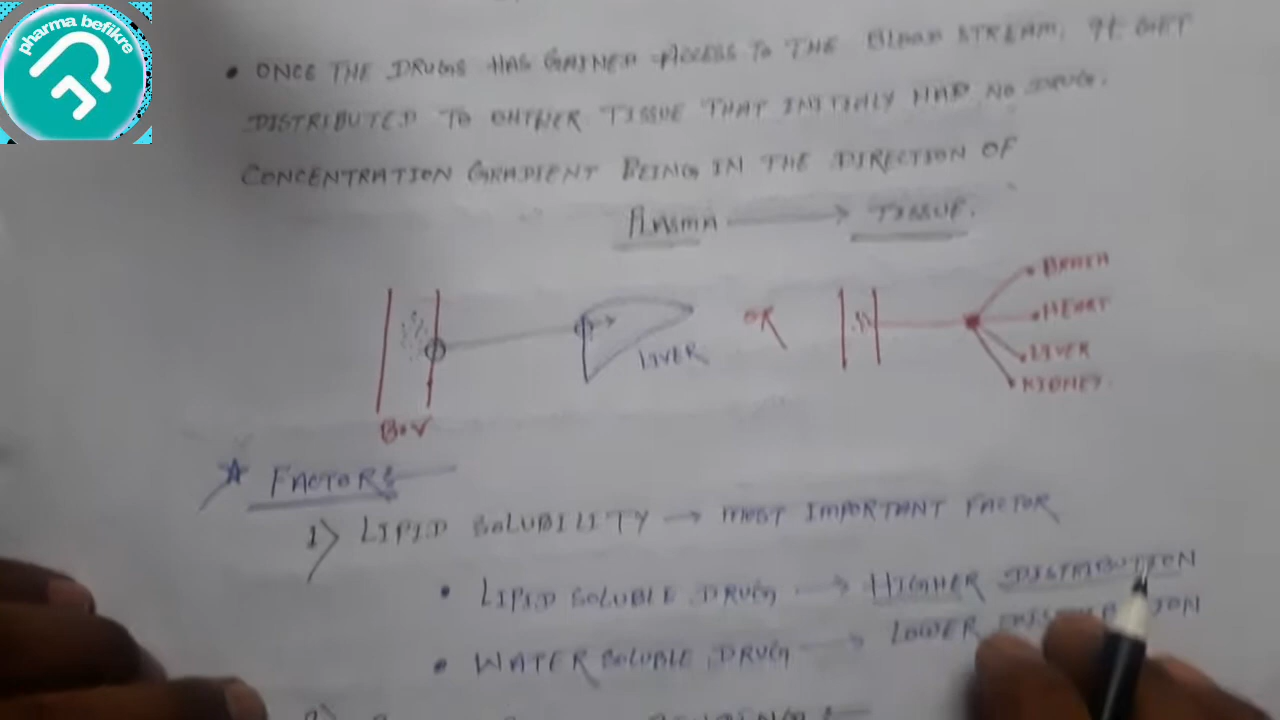 pharma befikre
• ONCE THE DRUGS HAS GAINED ACCESS TO THE BLOOD STREAM, It GET
DISTRIBUTED TO OHTHER TISSUE THAT INITIALY HAD NO DRUG.
CONCENTRATION GRADIENT BEING IN THE DIRECTION OF
PLASMA → TISSUE.
BRAIN
OR
HEART
LIVER
LIVER
KIDNEY
B.V
FACTORS
1) LIPID SOLUBILITY → MOST IMPORTANT FACTOR
• LIPID SOLUBLE DRUG → HIGHER DISTRIBUTION
• WATER SOLUBLE DRUG → LOWER
2)